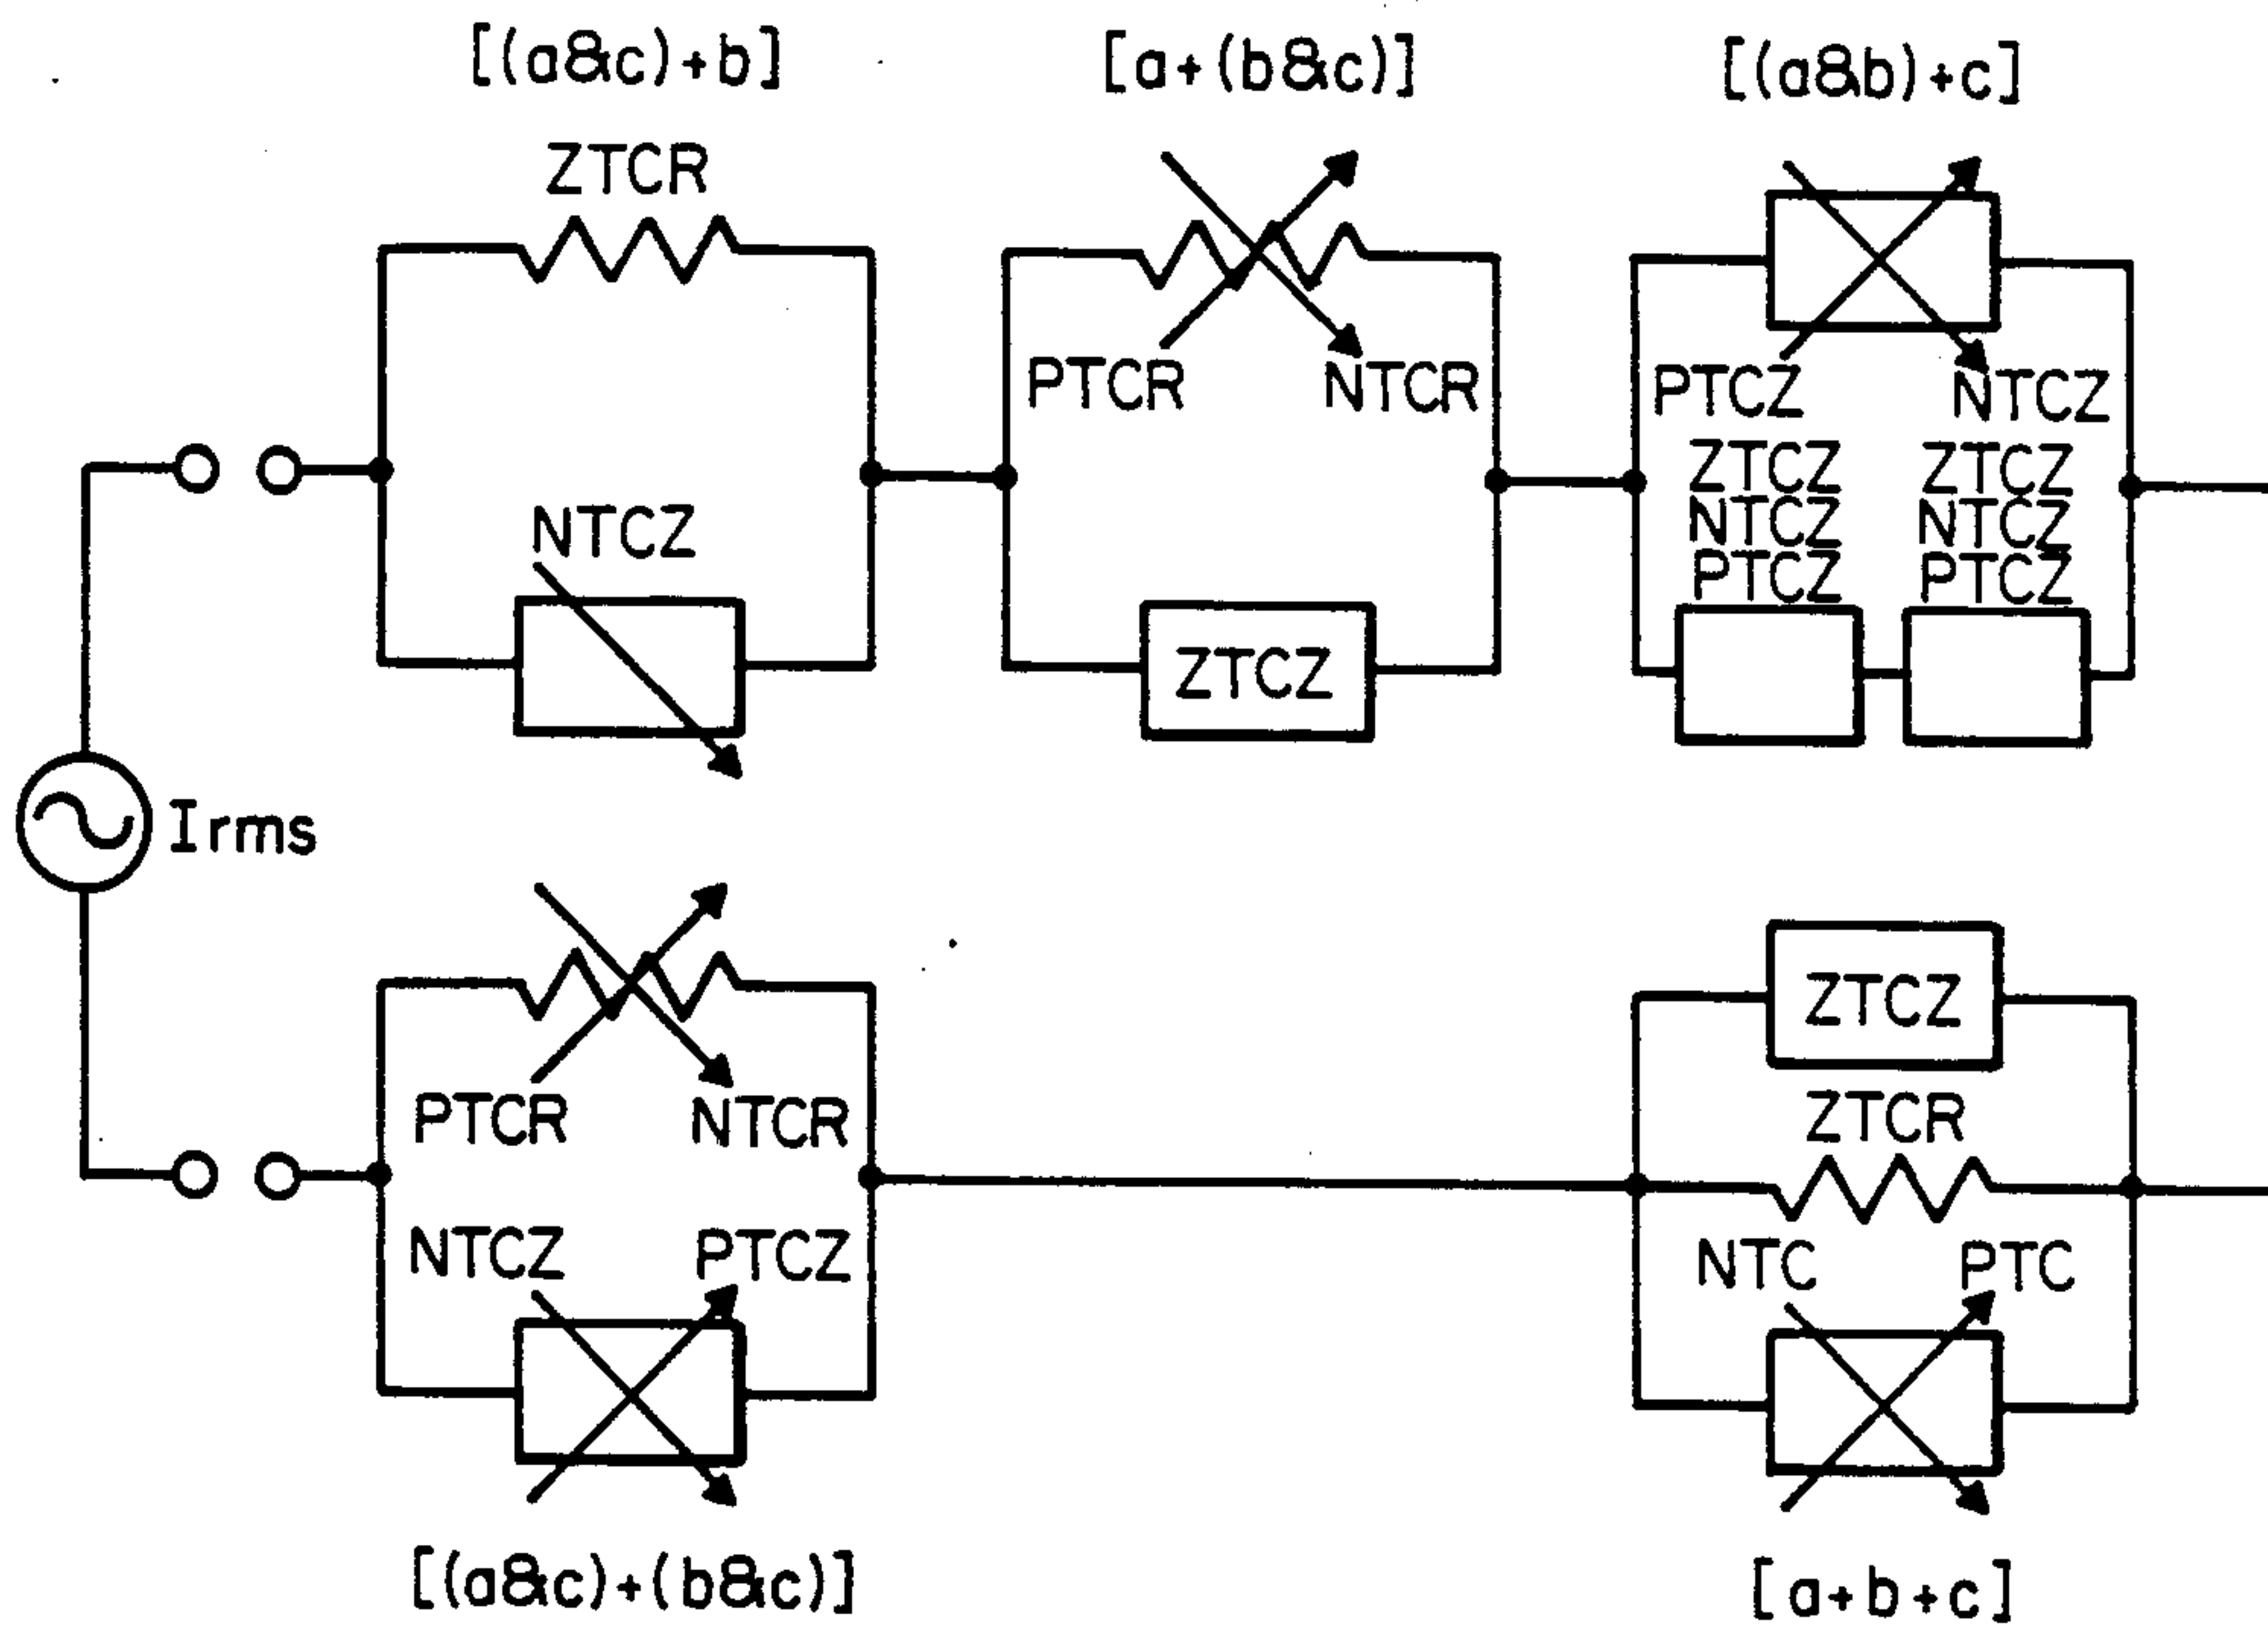 [(a&c)+b]
[a+(b&c)]
[(a&b)+c]
ZTCR
PTCR
NTCR
PTCZ
NTCZ
ZTCZ
ZTCZ
NTCZ
NTCZ
PTCZ
PTCZ
NTCZ
ZTCZ
Irms
PTCR
NTCR
NTCZ
PTCZ
ZTCZ
ZTCR
NTC
PTC
[(a&c)+(b&c)]
[a+b+c]